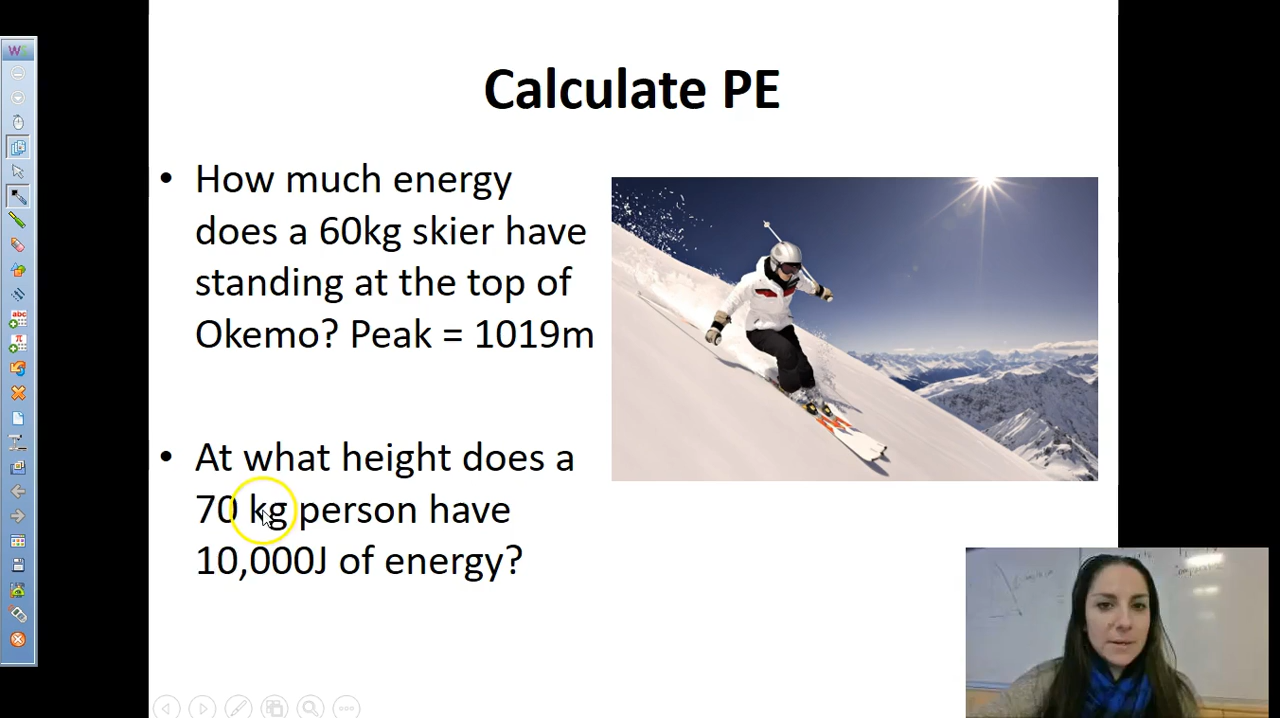 Calculate PE
• How much energy
does a 60kg skier have
standing at the top of
Okemo? Peak = 1019m
• At what height does a
70 kg person have
10,000J of energy?
W
abc
π